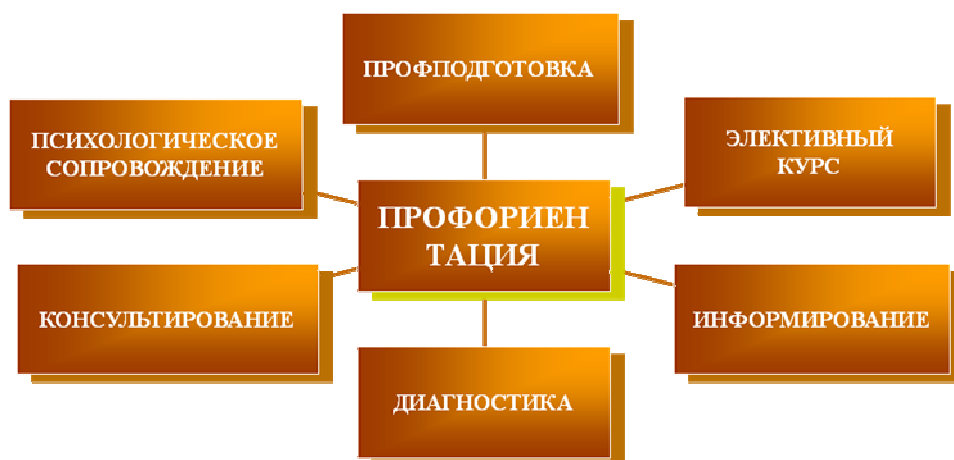 ПРОФПОДГОТОВКА
ПСИХОЛОГИЧЕСКОЕ
СОПРОВОЖДЕНИЕ
ЭЛЕКТИВНЫЙ
КУРС
ПРОФОРИЕН
ТАЦИЯ
КОНСУЛЬТИРОВАНИЕ
ИНФОРМИРОВАНИЕ
ДИАГНОСТИКА